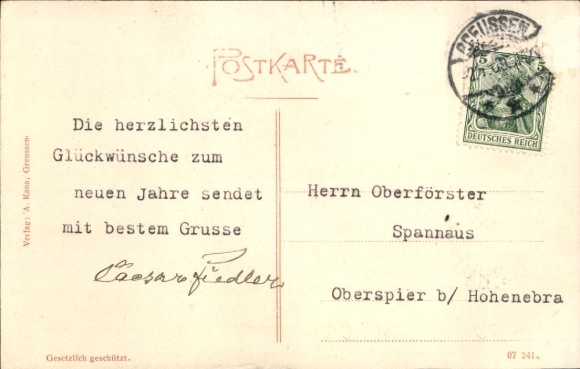 POSTKARTE.
GREUSSEN
DEUTSCHES REICH
Die herzlichsten
Glückwünsche zum
neuen Jahre sendet
mit bestem Grusse
Caesar Fiedler
Herrn Oberförster
Spannaus
Oberspier b/ Hohenebra
Verlag: A. Kana, Greussen
Gesetzlich geschützt.
07 241.